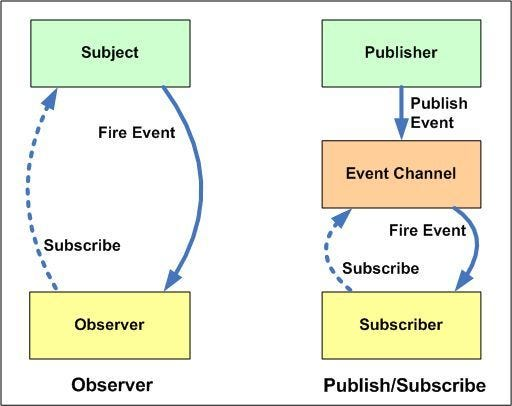 Subject
Fire Event
Subscribe
Observer
Observer
Publisher
Publish
Event
Event Channel
Fire Event
Subscribe
Subscriber
Publish/Subscribe